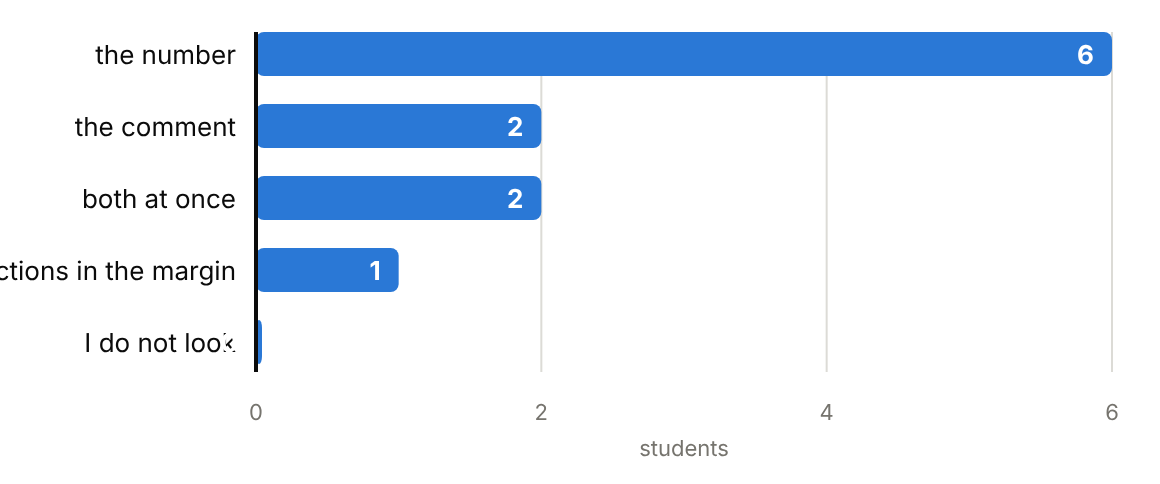 the number 6
the comment 2
both at once 2
ctions in the margin 1
I do not look
0 2 4 6
students